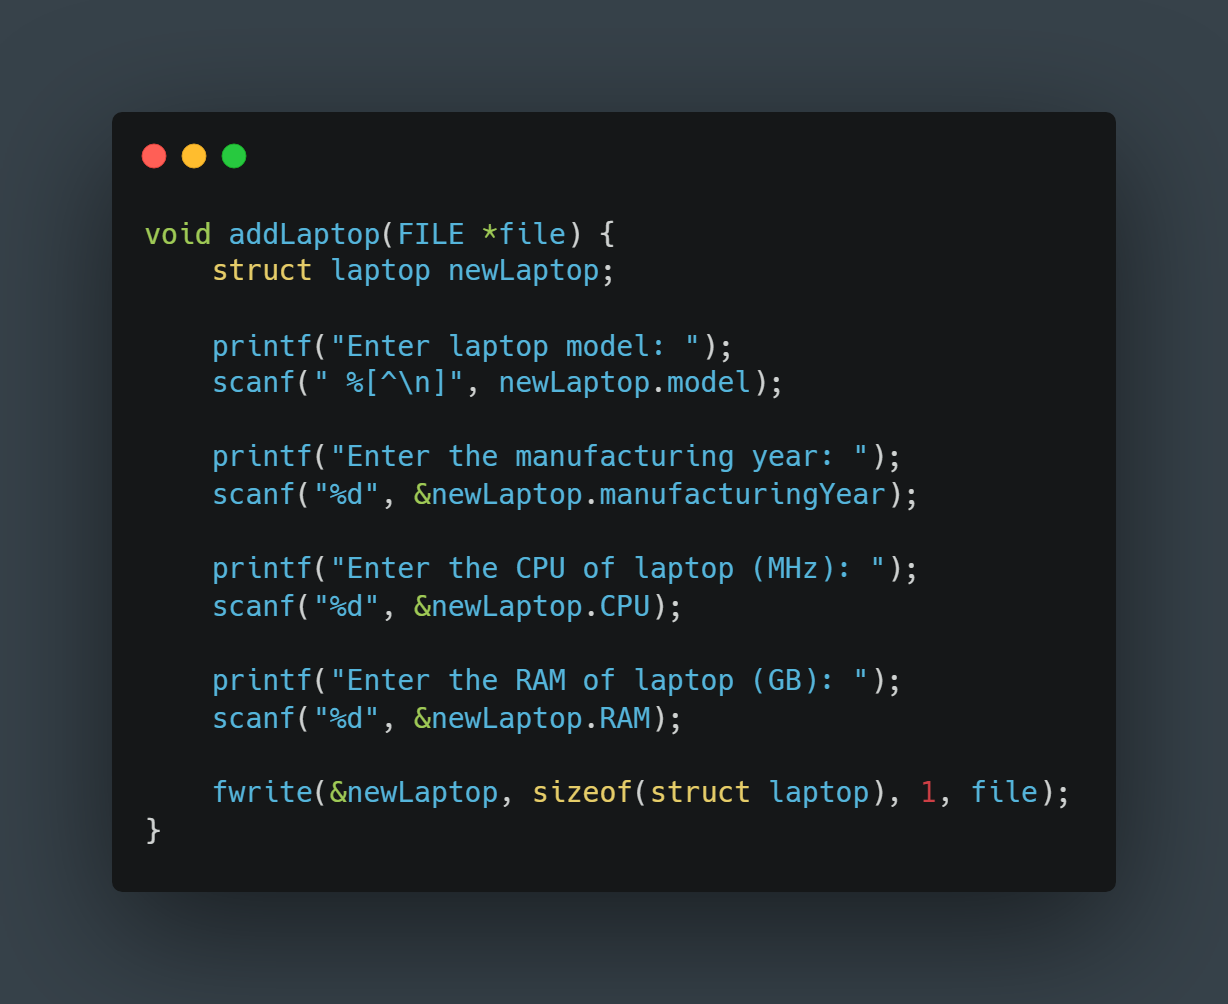 void addLaptop(FILE *file) {
    struct laptop newLaptop;

    printf("Enter laptop model: ");
    scanf(" %[^\n]", newLaptop.model);

    printf("Enter the manufacturing year: ");
    scanf("%d", &newLaptop.manufacturingYear);

    printf("Enter the CPU of laptop (MHz): ");
    scanf("%d", &newLaptop.CPU);

    printf("Enter the RAM of laptop (GB): ");
    scanf("%d", &newLaptop.RAM);

    fwrite(&newLaptop, sizeof(struct laptop), 1, file);
}